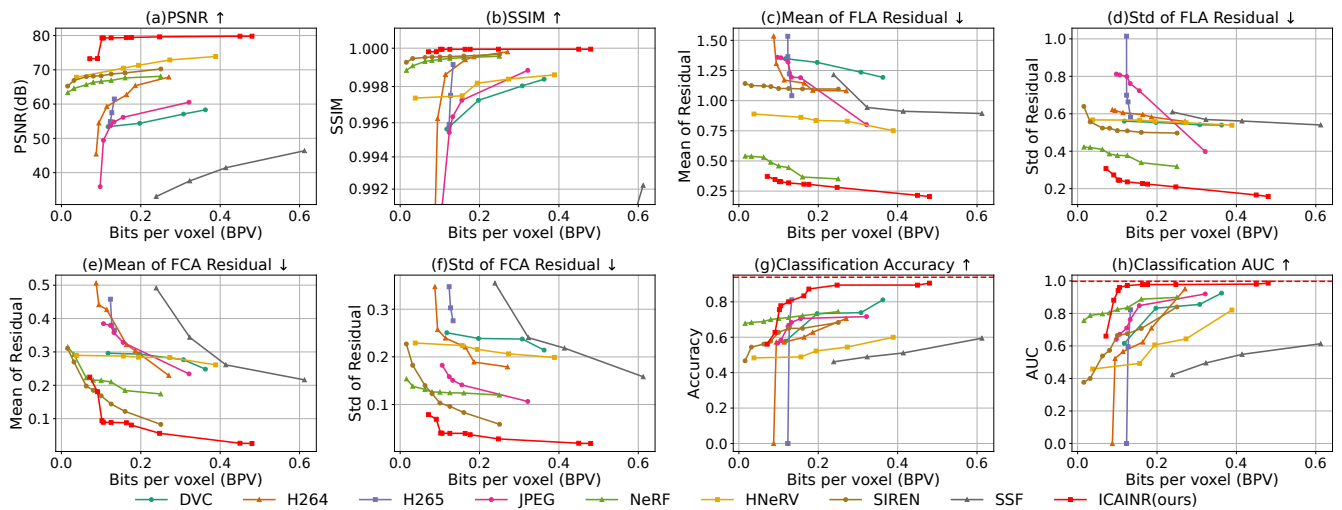 (a)PSNR ↑
(b)SSIM ↑
(c)Mean of FLA Residual ↓
(d)Std of FLA Residual ↓
PSNR(dB)
80
70
60
50
40
0.0 0.2 0.4 0.6
Bits per voxel (BPV)
SSIM
1.000
0.998
0.996
0.994
0.992
0.0 0.2 0.4 0.6
Bits per voxel (BPV)
Mean of Residual
1.50
1.25
1.00
0.75
0.50
0.25
0.0 0.2 0.4 0.6
Bits per voxel (BPV)
Std of Residual
1.0
0.8
0.6
0.4
0.2
0.0 0.2 0.4 0.6
Bits per voxel (BPV)
(e)Mean of FCA Residual ↓
(f)Std of FCA Residual ↓
(g)Classification Accuracy ↑
(h)Classification AUC ↑
Mean of Residual
0.5
0.4
0.3
0.2
0.1
0.0 0.2 0.4 0.6
Bits per voxel (BPV)
Std of Residual
0.3
0.2
0.1
0.0 0.2 0.4 0.6
Bits per voxel (BPV)
Accuracy
0.8
0.6
0.4
0.2
0.0
0.0 0.2 0.4 0.6
Bits per voxel (BPV)
AUC
1.0
0.8
0.6
0.4
0.2
0.0
0.0 0.2 0.4 0.6
Bits per voxel (BPV)
DVC H264 H265 JPEG NeRF HNeRV SIREN SSF ICAINR(ours)